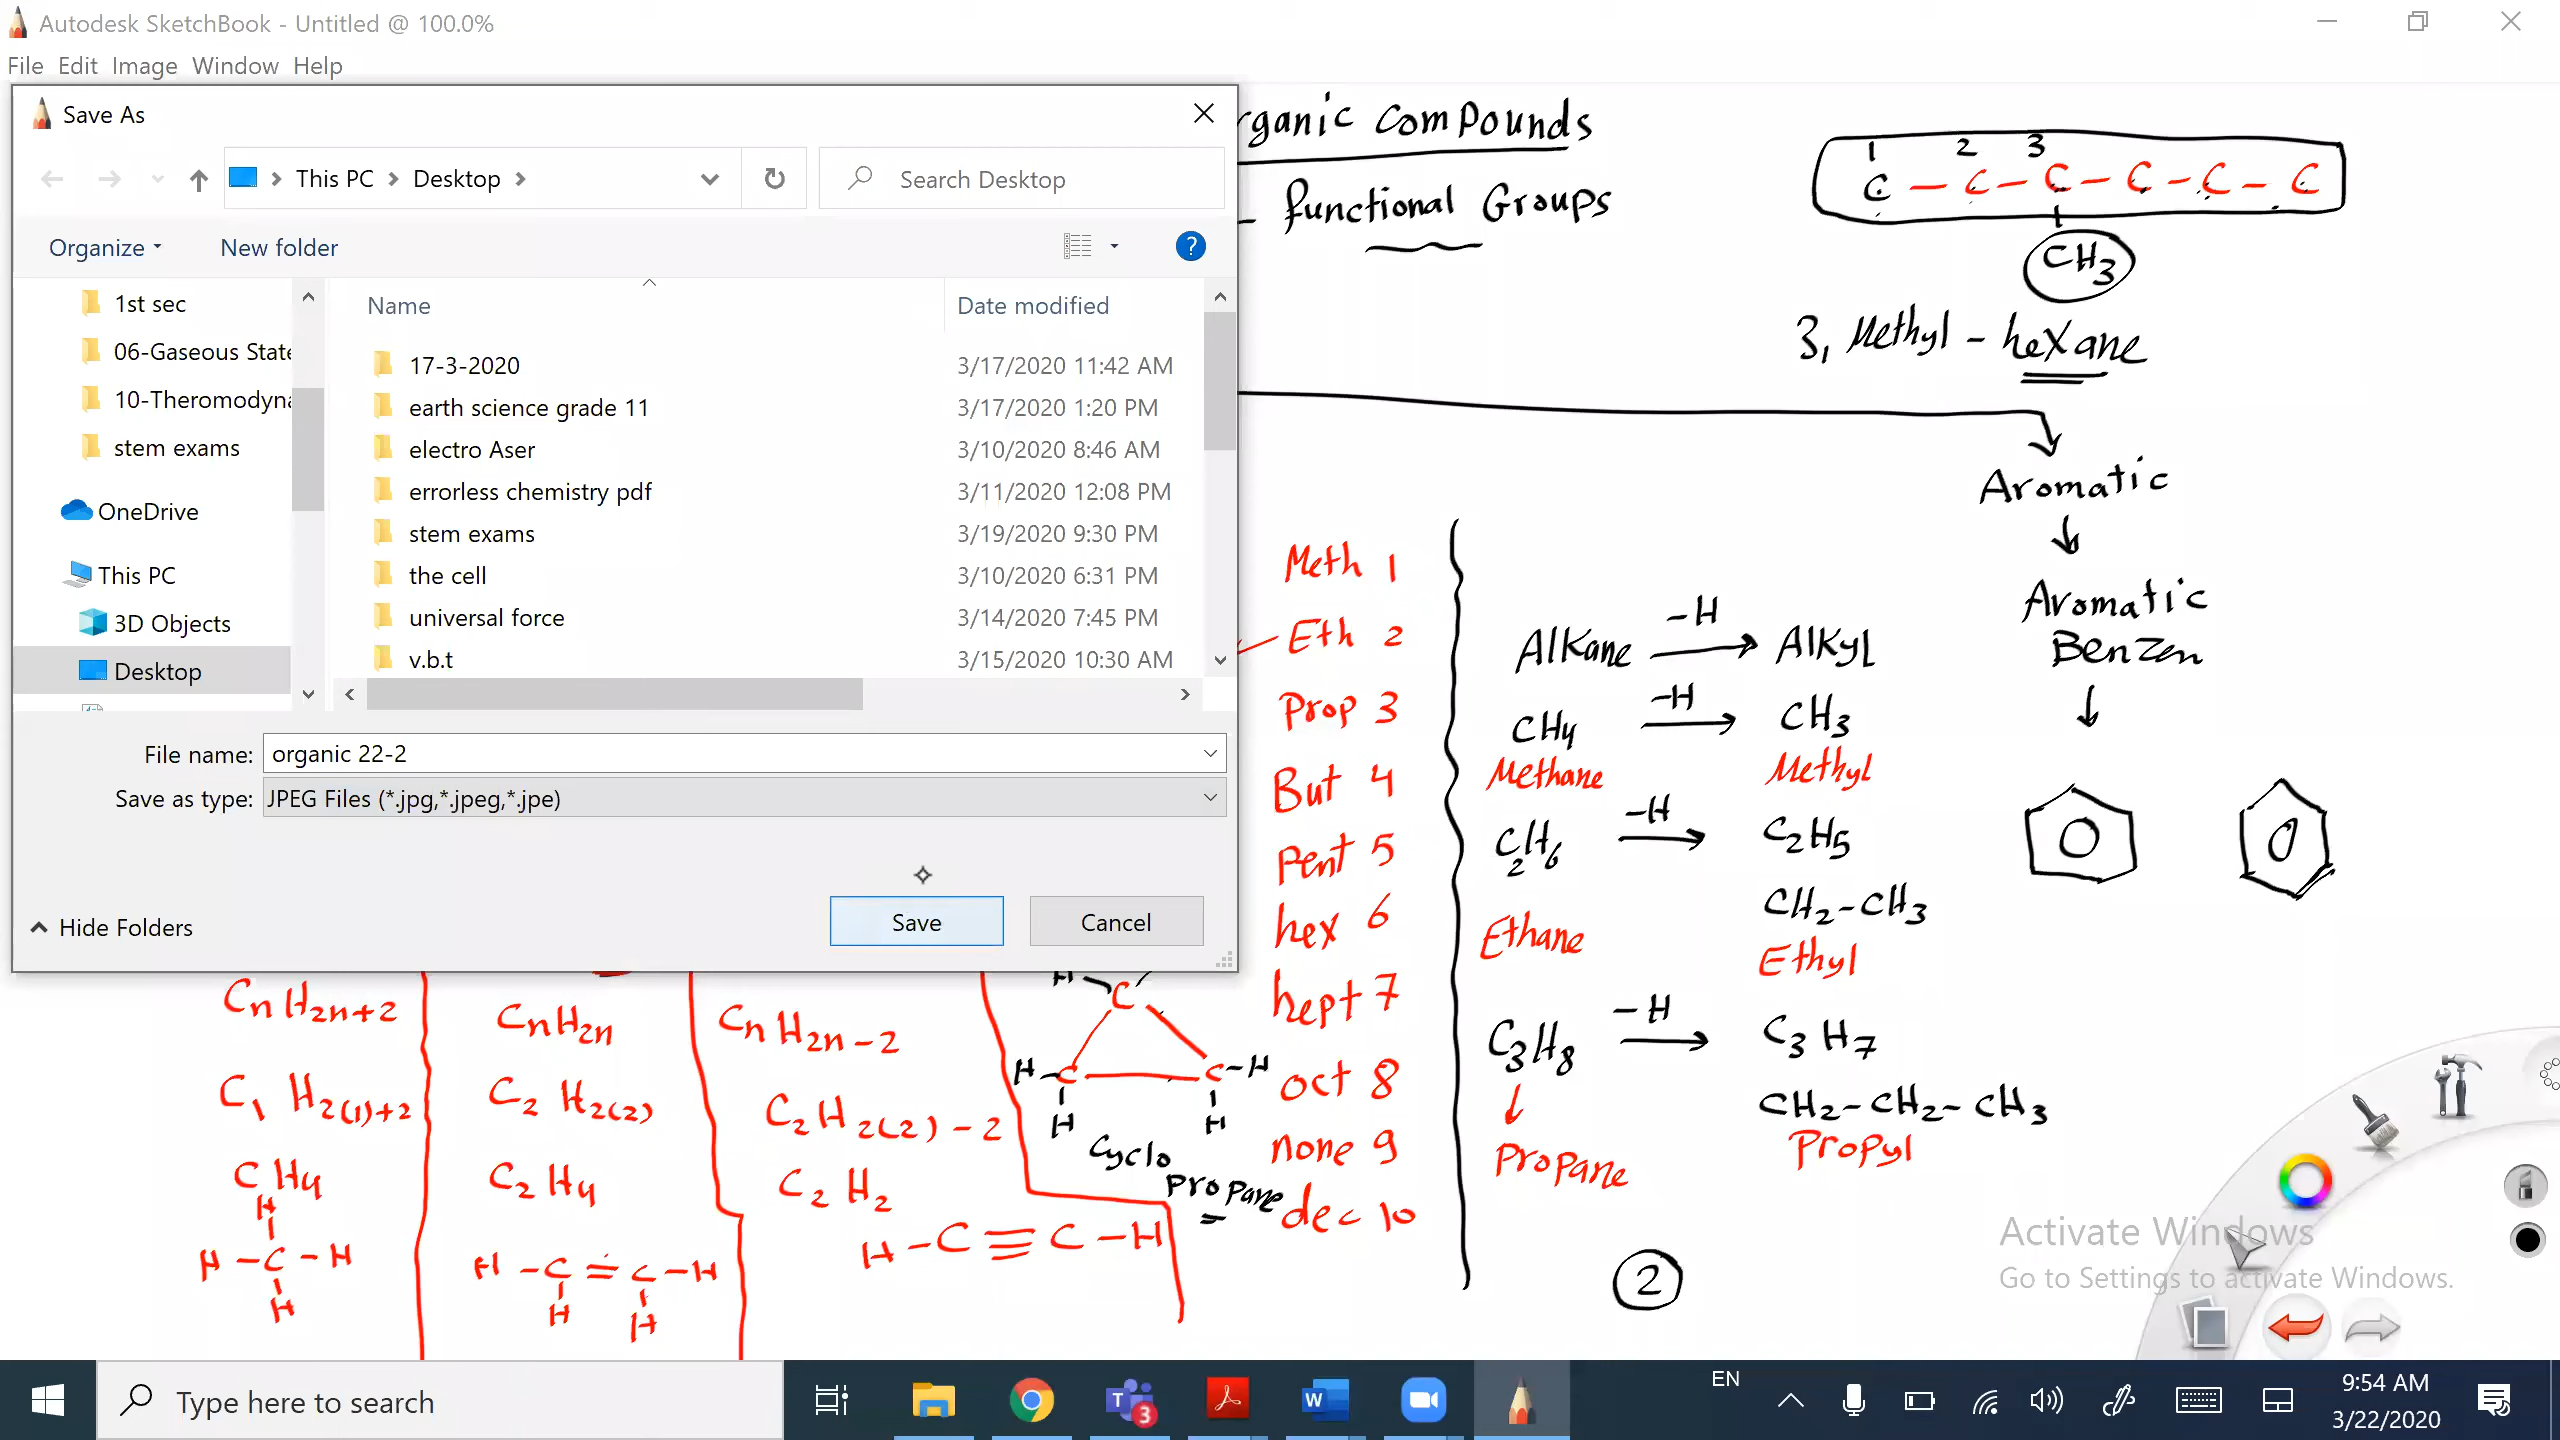 Autodesk SketchBook - Untitled @ 100.0%
File Edit Image Window Help
Save As
This PC
Desktop
Search Desktop
Organize
New folder
?
1st sec
06-Gaseous State
10-Theromodyna
stem exams
OneDrive
This PC
3D Objects
Desktop
Name
Date modified
17-3-2020 3/17/2020 11:42 AM
earth science grade 11 3/17/2020 1:20 PM
electro Aser 3/10/2020 8:46 AM
errorless chemistry pdf 3/11/2020 12:08 PM
stem exams 3/19/2020 9:30 PM
the cell 3/10/2020 6:31 PM
universal force 3/14/2020 7:45 PM
v.b.t 3/15/2020 10:30 AM
File name: organic 22-2
Save as type: JPEG Files (*.jpg,*.jpeg,*.jpe)
Hide Folders
Save
Cancel
rganic Compounds
- functional Groups
1 2 3
C - C - C - C - C - C
CH3
3, Methyl - hexane
Aromatic
Aromatic
Benzen
Meth 1
Eth 2
Prop 3
But 4
Pent 5
hex 6
hept 7
oct 8
none 9
dec 10
-H
Alkane → Alkyl
-H
CH4 → CH3
Methane Methyl
-H
C2H6 → C2H5
CH2-CH3
Ethane Ethyl
-H
C3H8 → C3H7
CH2-CH2-CH3
Propane Propyl
2
CnH2n+2
C1 H2(1)+2
CH4
H
H - C - H
H
CnH2n
C2 H2(2)
C2 H4
H - C = C - H
H H
CnH2n-2
C2H2(2)-2
C2 H2
H - C ≡ C - H
H C
H - C C - H
H H
Cyclo
Propane
Activate Windows
Go to Settings to activate Windows.
Type here to search
3
EN
9:54 AM
3/22/2020